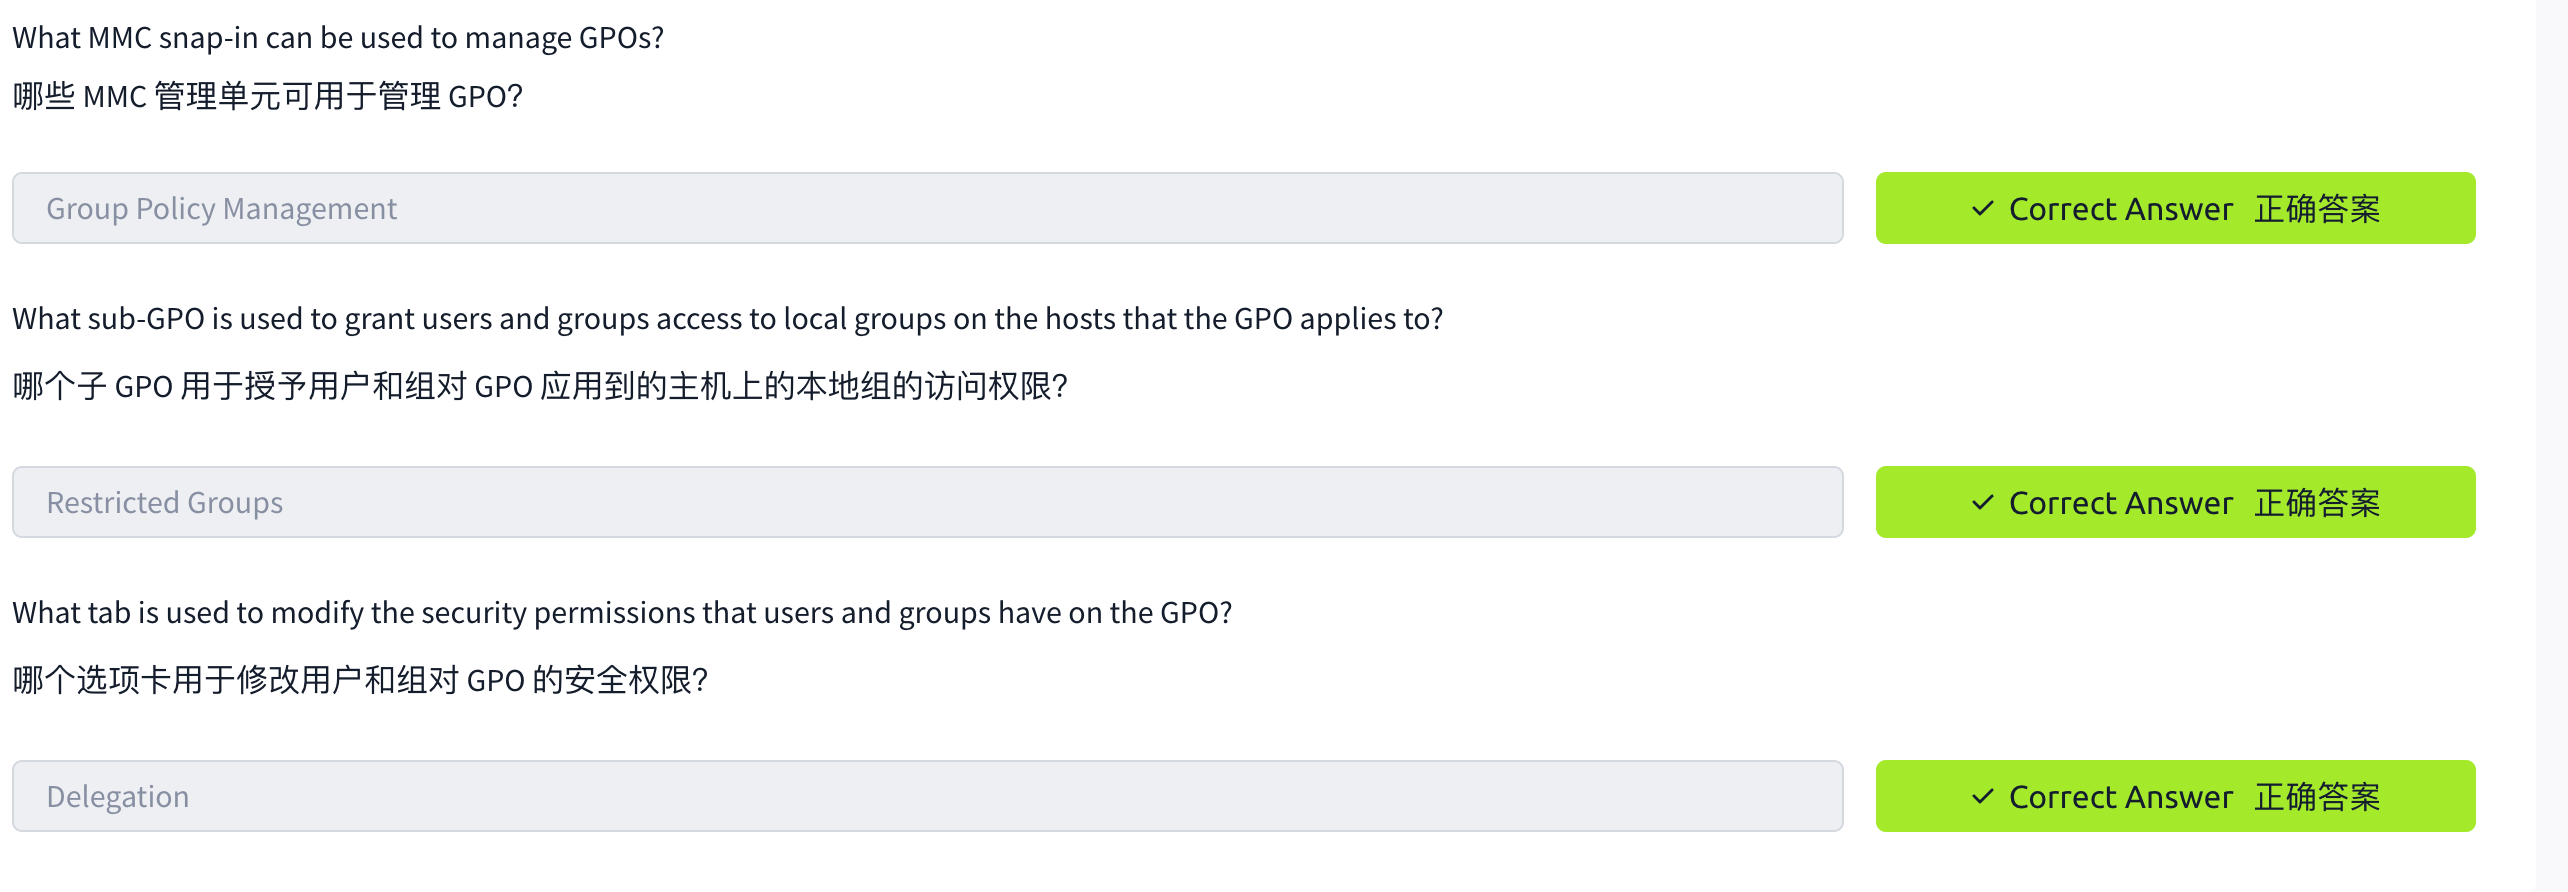 What MMC snap-in can be used to manage GPOs?
哪些 MMC 管理单元可用于管理 GPO?
Group Policy Management
✓ Correct Answer 正确答案
What sub-GPO is used to grant users and groups access to local groups on the hosts that the GPO applies to?
哪个子 GPO 用于授予用户和组对 GPO 应用到的主机上的本地组的访问权限?
Restricted Groups
✓ Correct Answer 正确答案
What tab is used to modify the security permissions that users and groups have on the GPO?
哪个选项卡用于修改用户和组对 GPO 的安全权限?
Delegation
✓ Correct Answer 正确答案